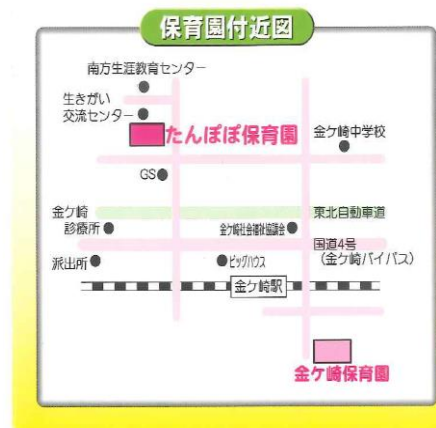 保育園付近図
南方生涯教育センター
生きがい
交流センター
たんぽぽ保育園
金ケ崎中学校
GS
金ケ崎
診療所
東北自動車道
金ケ崎社会福祉協議会
国道4号
(金ケ崎バイパス)
派出所
ビッグハウス
金ケ崎駅
金ケ崎保育園